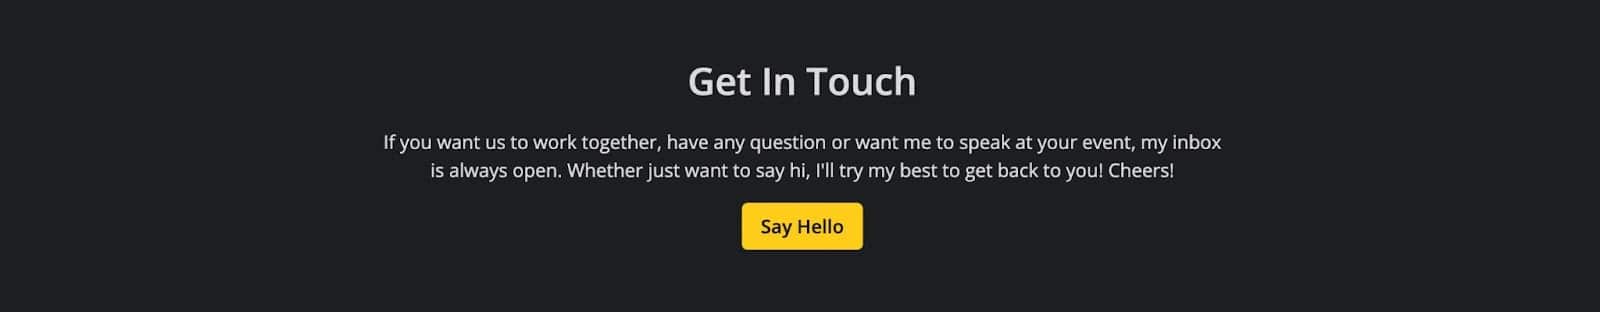 Get In Touch
If you want us to work together, have any question or want me to speak at your event, my inbox
is always open. Whether just want to say hi, I'll try my best to get back to you! Cheers!
Say Hello